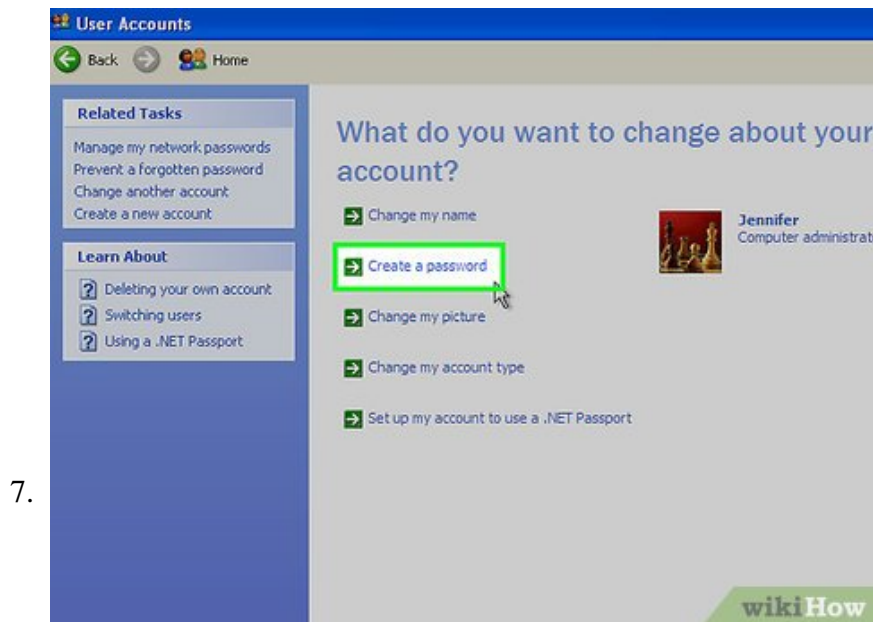 User Accounts
Back Home
Related Tasks
Manage my network passwords
Prevent a forgotten password
Change another account
Create a new account
Learn About
Deleting your own account
Switching users
Using a .NET Passport
What do you want to change about your
account?
Change my name
Create a password
Change my picture
Change my account type
Set up my account to use a .NET Passport
Jennifer
Computer administrat
7.
wikiHow